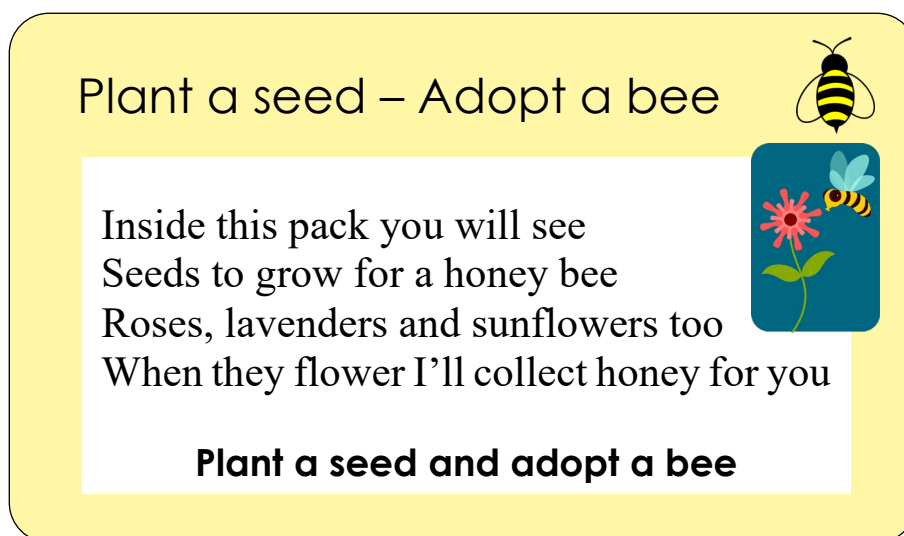 Plant a seed – Adopt a bee
Inside this pack you will see
Seeds to grow for a honey bee
Roses, lavenders and sunflowers too
When they flower I’ll collect honey for you
Plant a seed and adopt a bee